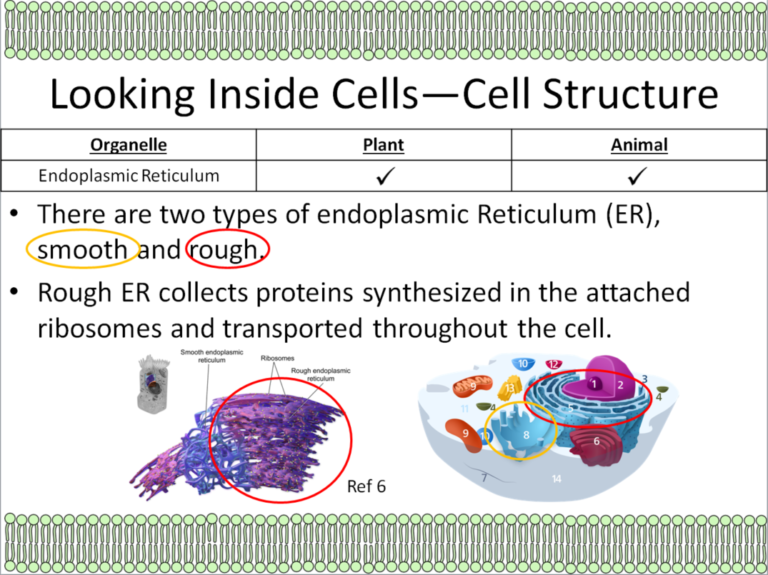 Looking Inside Cells—Cell Structure
Organelle Plant Animal
Endoplasmic Reticulum ✓ ✓
• There are two types of endoplasmic Reticulum (ER),
smooth and rough.
• Rough ER collects proteins synthesized in the attached
ribosomes and transported throughout the cell.
Smooth endoplasmic
reticulum
Ribosomes
Rough endoplasmic
reticulum
Ref 6
10 12
9 13 1 2 3
11 4 4
5
9 10 8 6
7 14